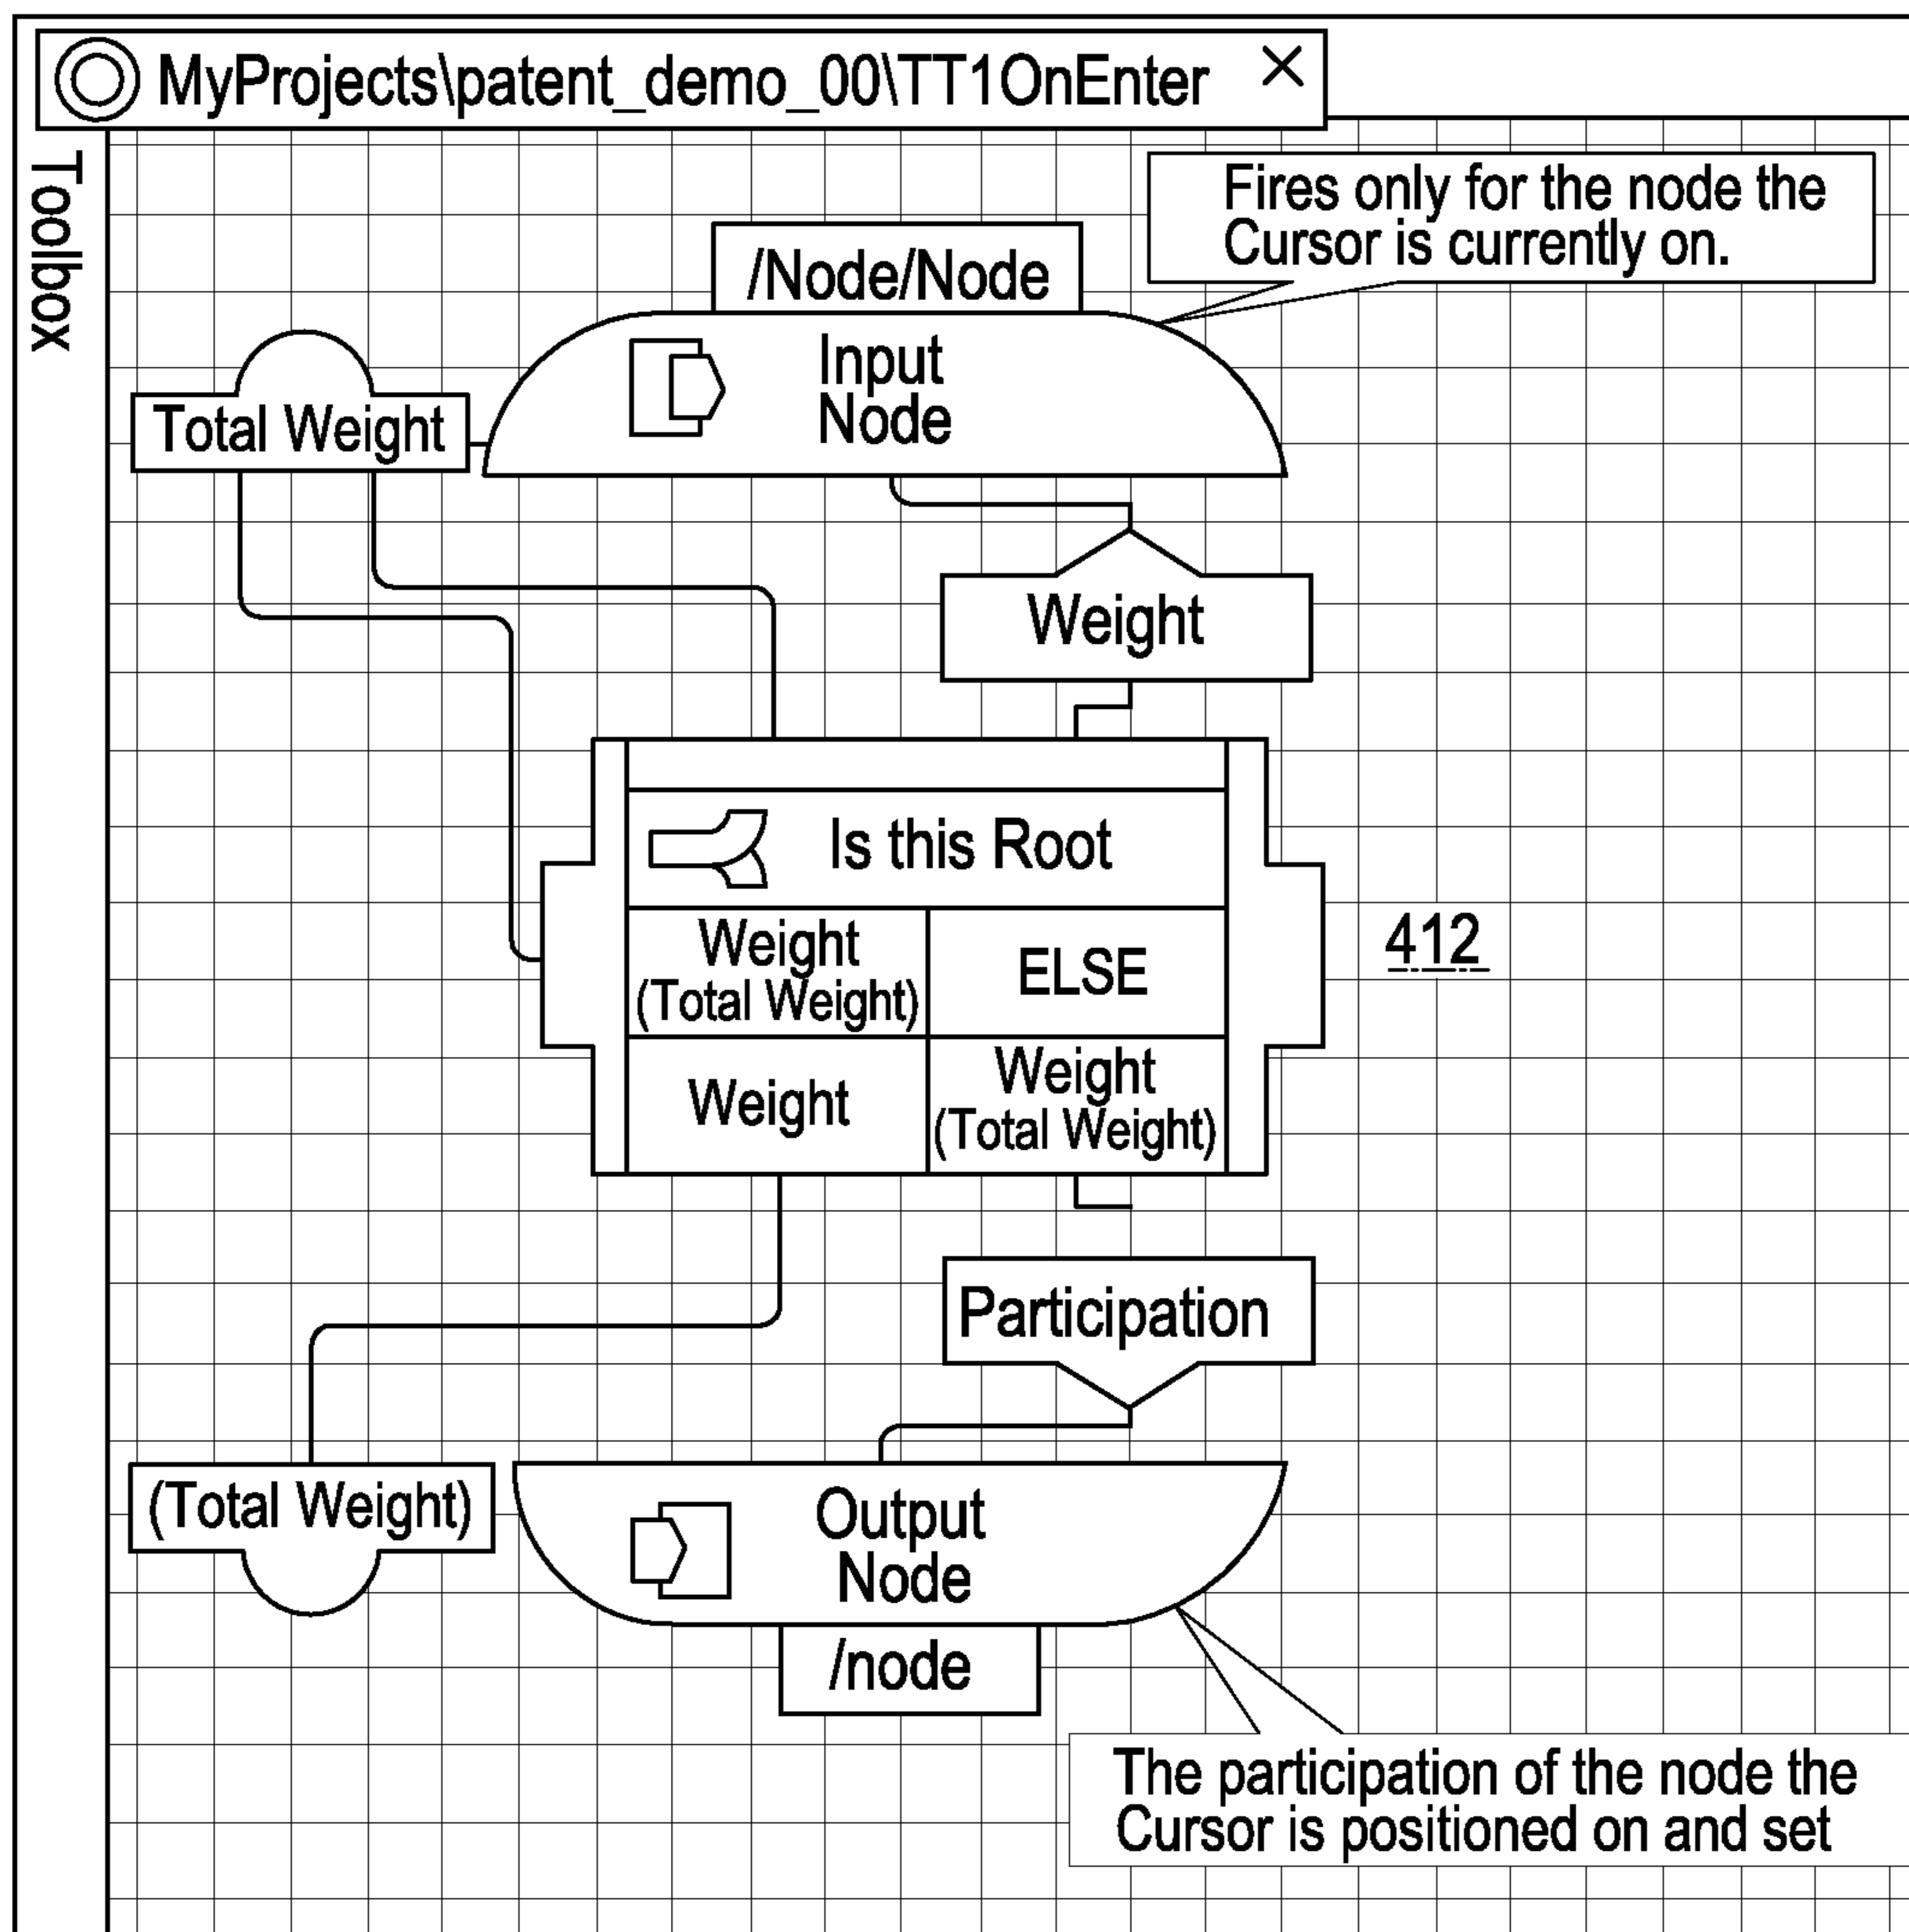 MyProjects\patent_demo_00\TT1OnEnter
Toolbox
Fires only for the node the
Cursor is currently on.
/Node/Node
Input
Node
Total Weight
Weight
Is this Root
Weight
(Total Weight)
ELSE
Weight
Weight
(Total Weight)
412
Participation
(Total Weight)
Output
Node
/node
The participation of the node the
Cursor is positioned on and set